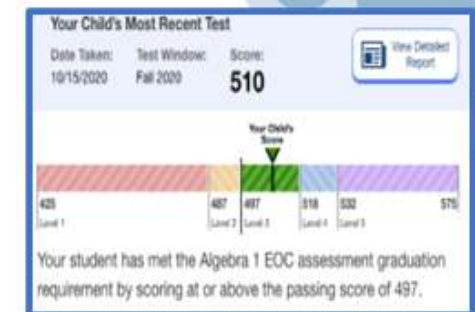 Your Child's Most Recent Test
Date Taken: Test Window: Score:
10/15/2020 Fall 2020 510
View Detailed
Report
Your Child's
Score
425 487 497 518 532 575
Level 1 Level 2 Level 3 Level 4 Level 5
Your student has met the Algebra 1 EOC assessment graduation
requirement by scoring at or above the passing score of 497.